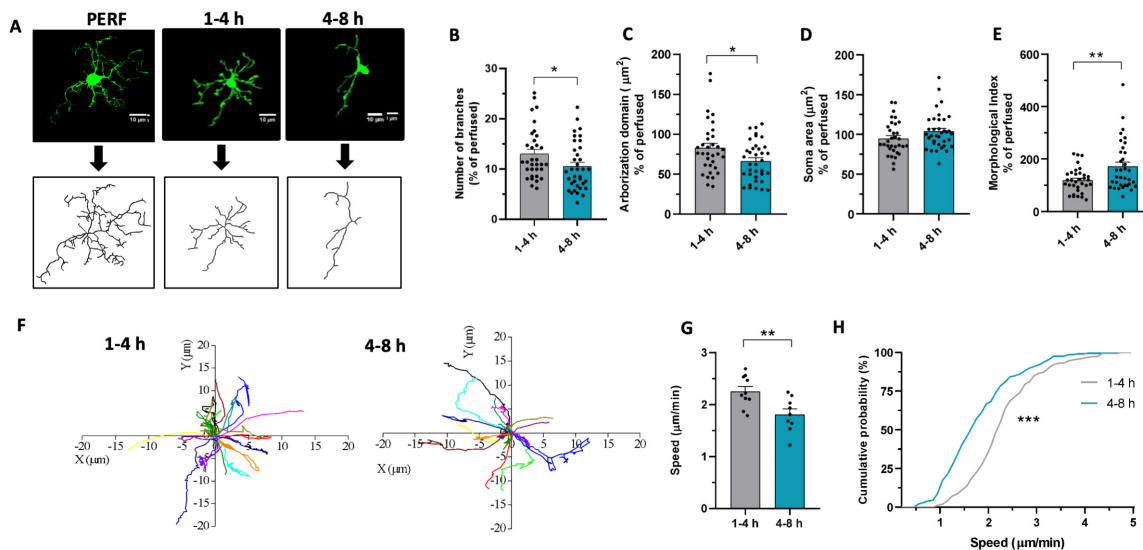 A
PERF
1-4 h
4-8 h
10 µm
10 µm
10 µm
B
Number of branches
(% of perfused)
30
20
10
0
*
1-4 h
4-8 h
C
Arborization domain ( µm²)
% of perfused
200
150
100
50
0
*
1-4 h
4-8 h
D
Soma area (µm²)
% of perfused
200
150
100
50
0
1-4 h
4-8 h
E
Morphological Index
% of perfused
600
400
200
0
**
1-4 h
4-8 h
F
1-4 h
Y (µm)
20
15
10
5
-5
-10
-15
-20
-20
-15
-10
10
15
20
X (µm)
4-8 h
Y (µm)
20
15
10
5
-5
-10
-15
-20
-20
-15
-10
5
10
15
20
X (µm)
G
Speed (µm/min)
3
2
1
0
**
1-4 h
4-8 h
H
Cumulative probability (%)
100
75
50
25
0
1-4 h
4-8 h
***
1
2
3
4
5
Speed (µm/min)